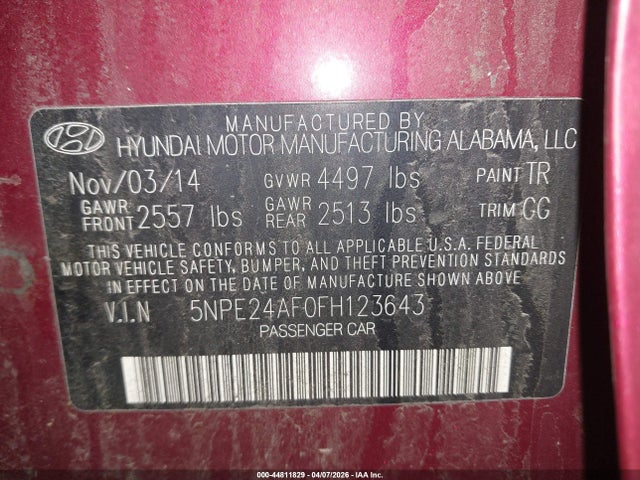 MANUFACTURED BY
HYUNDAI MOTOR MANUFACTURING ALABAMA, LLC
Nov/03/14 GVWR 4497 lbs PAINT TR
GAWR FRONT 2557 lbs GAWR REAR 2513 lbs TRIM CG
THIS VEHICLE CONFORMS TO ALL APPLICABLE U.S.A. FEDERAL
MOTOR VEHICLE SAFETY, BUMPER, AND THEFT PREVENTION STANDARDS
IN EFFECT ON THE DATE OF MANUFACTURE SHOWN ABOVE
V.I.N 5NPE24AF0FH123643
PASSENGER CAR
000-44811829 - 04/07/2026 - IAA Inc.